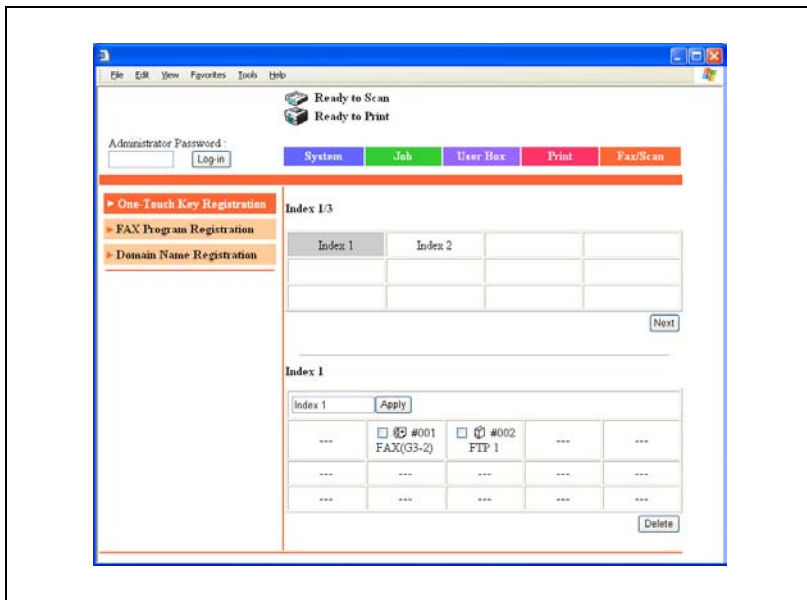 File Edit View Favorites Tools Help
Ready to Scan
Ready to Print
Administrator Password :
Log-in
System Job User Box Print Fax/Scan
One-Touch Key Registration
FAX Program Registration
Domain Name Registration
Index 1/3
Index 1 Index 2
Next
Index 1
Index 1 Apply
--- #001 #002 --- ---
FAX(G3-2) FTP 1
--- --- --- --- ---
--- --- --- --- ---
Delete